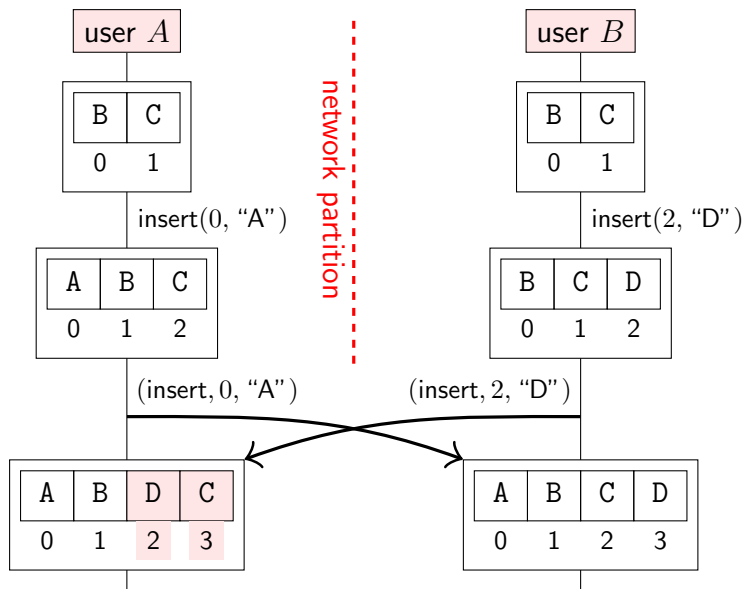 user A
user B
B C
0 1
B C
0 1
network partition
insert(0, “A”)
insert(2, “D”)
A B C
0 1 2
B C D
0 1 2
(insert, 0, “A”)
(insert, 2, “D”)
A B D C
0 1 2 3
A B C D
0 1 2 3